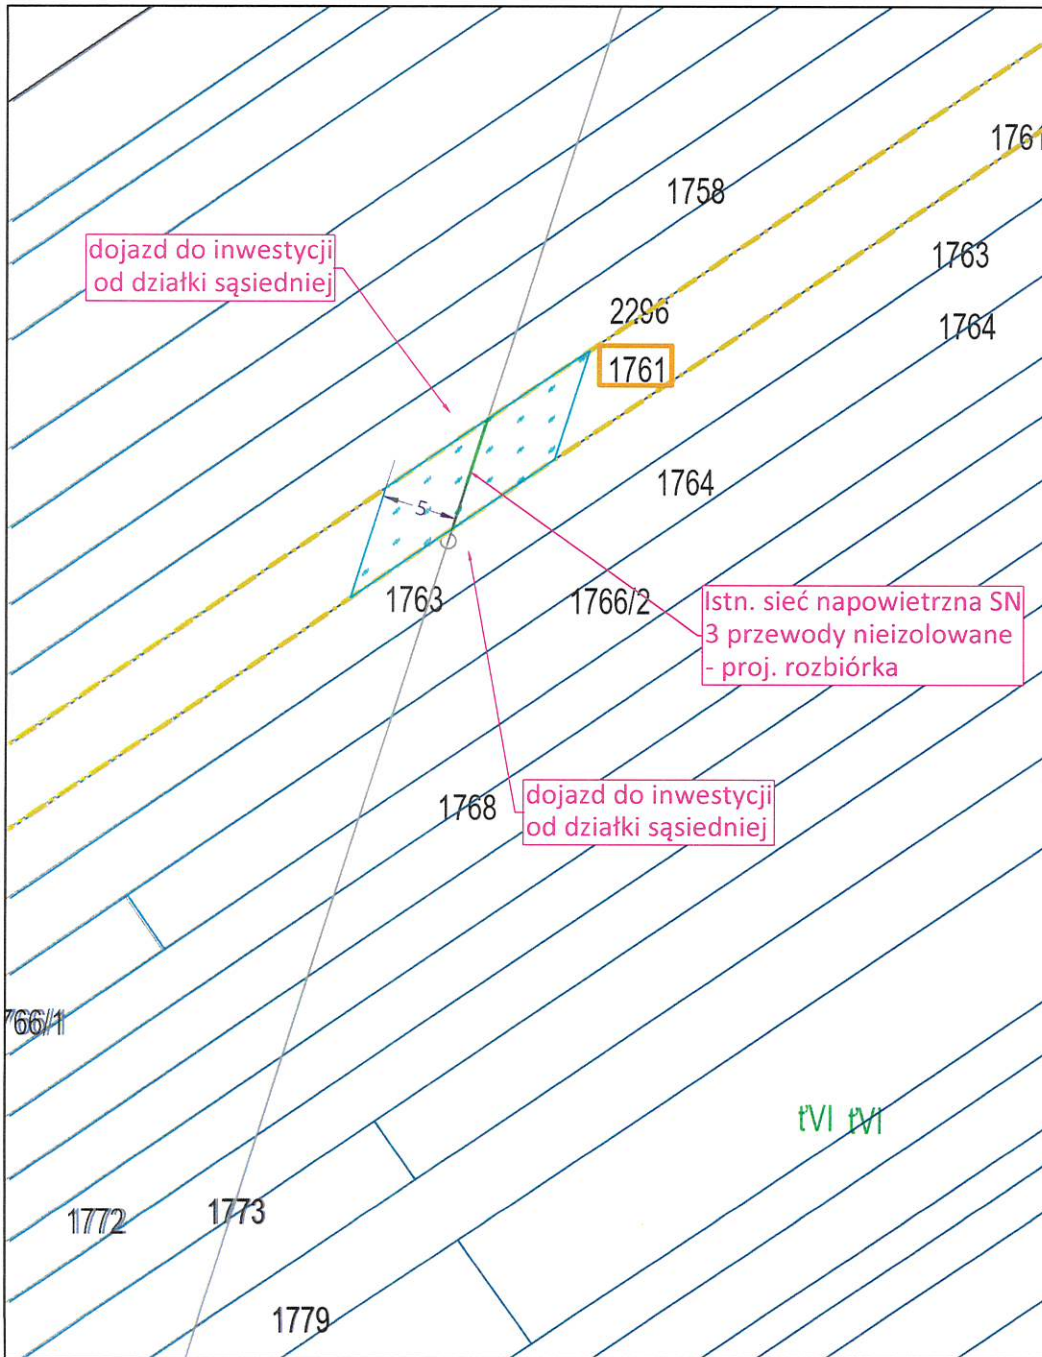 1761
1758
dojazd do inwestycji
od działki sąsiedniej
1763
2296
1764
1761
1764
5
1763
1766/2
Istn. sieć napowietrzna SN
3 przewody nieizolowane
- proj. rozbiórka
dojazd do inwestycji
od działki sąsiedniej
1768
766/1
ťVI ťVI
1773
1772
1779